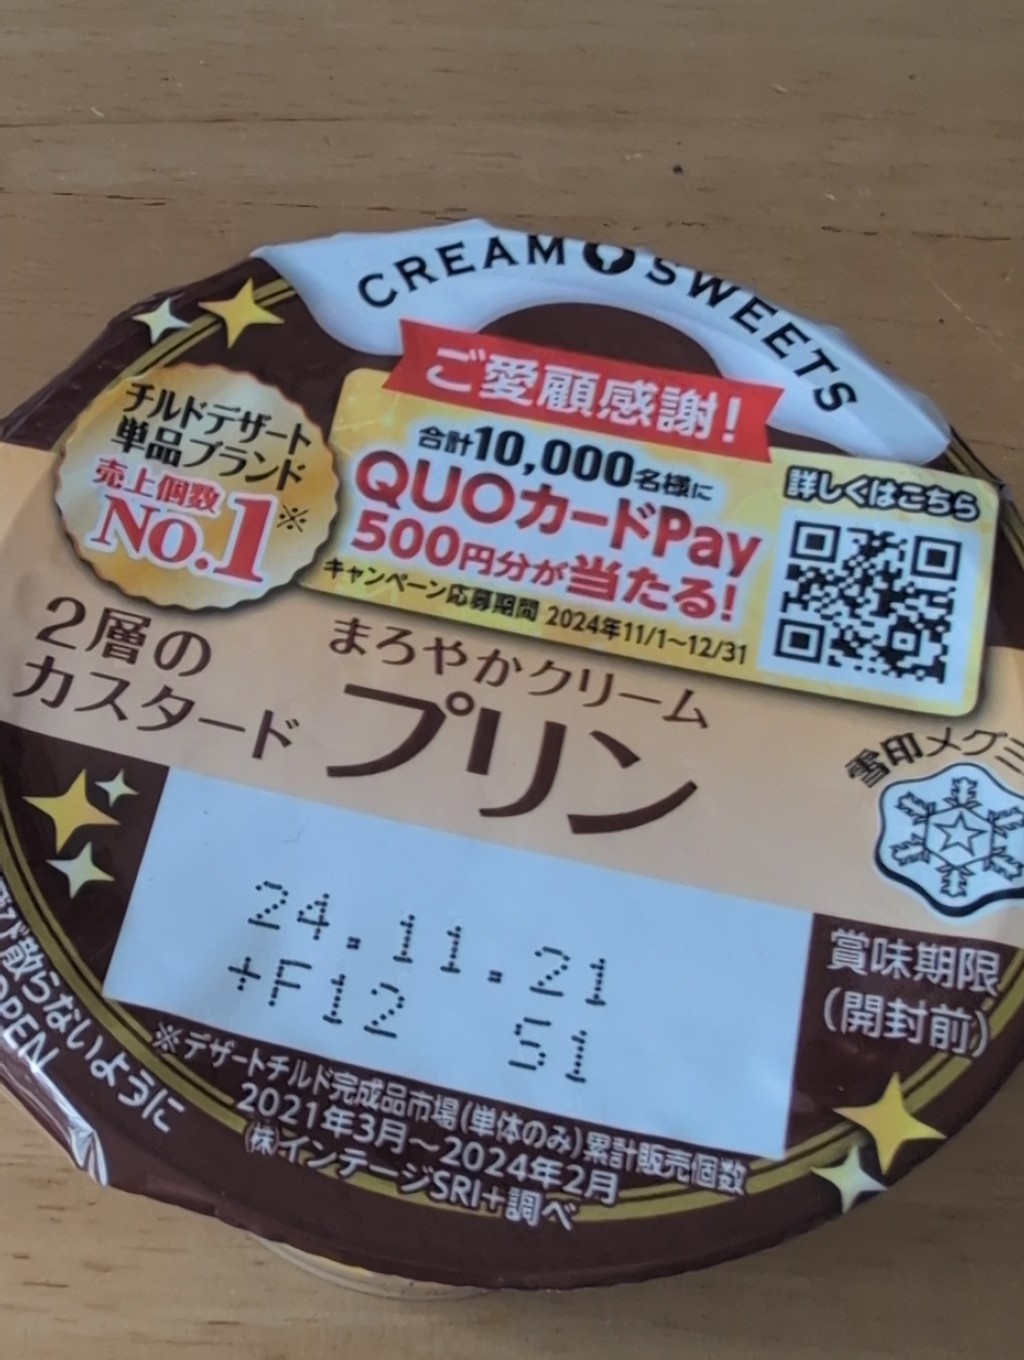 CREAM SWEETS
ご愛顧感謝!
チルドデザート
単品ブランド
売上個数
No.1※
合計10,000名様に
QUOカードPay
500円分が当たる!
キャンペーン応募期間 2024年11/1~12/31
詳しくはこちら
2層の
カスタード
まろやかクリーム
プリン
雪印メグミ
24.11.21
+F12 S1
賞味期限
(開封前)
び散らないように
OPEN
※デザートチルド完成品市場(単体のみ)累計販売個数
2021年3月~2024年2月
㈱インテージSRI+調べ